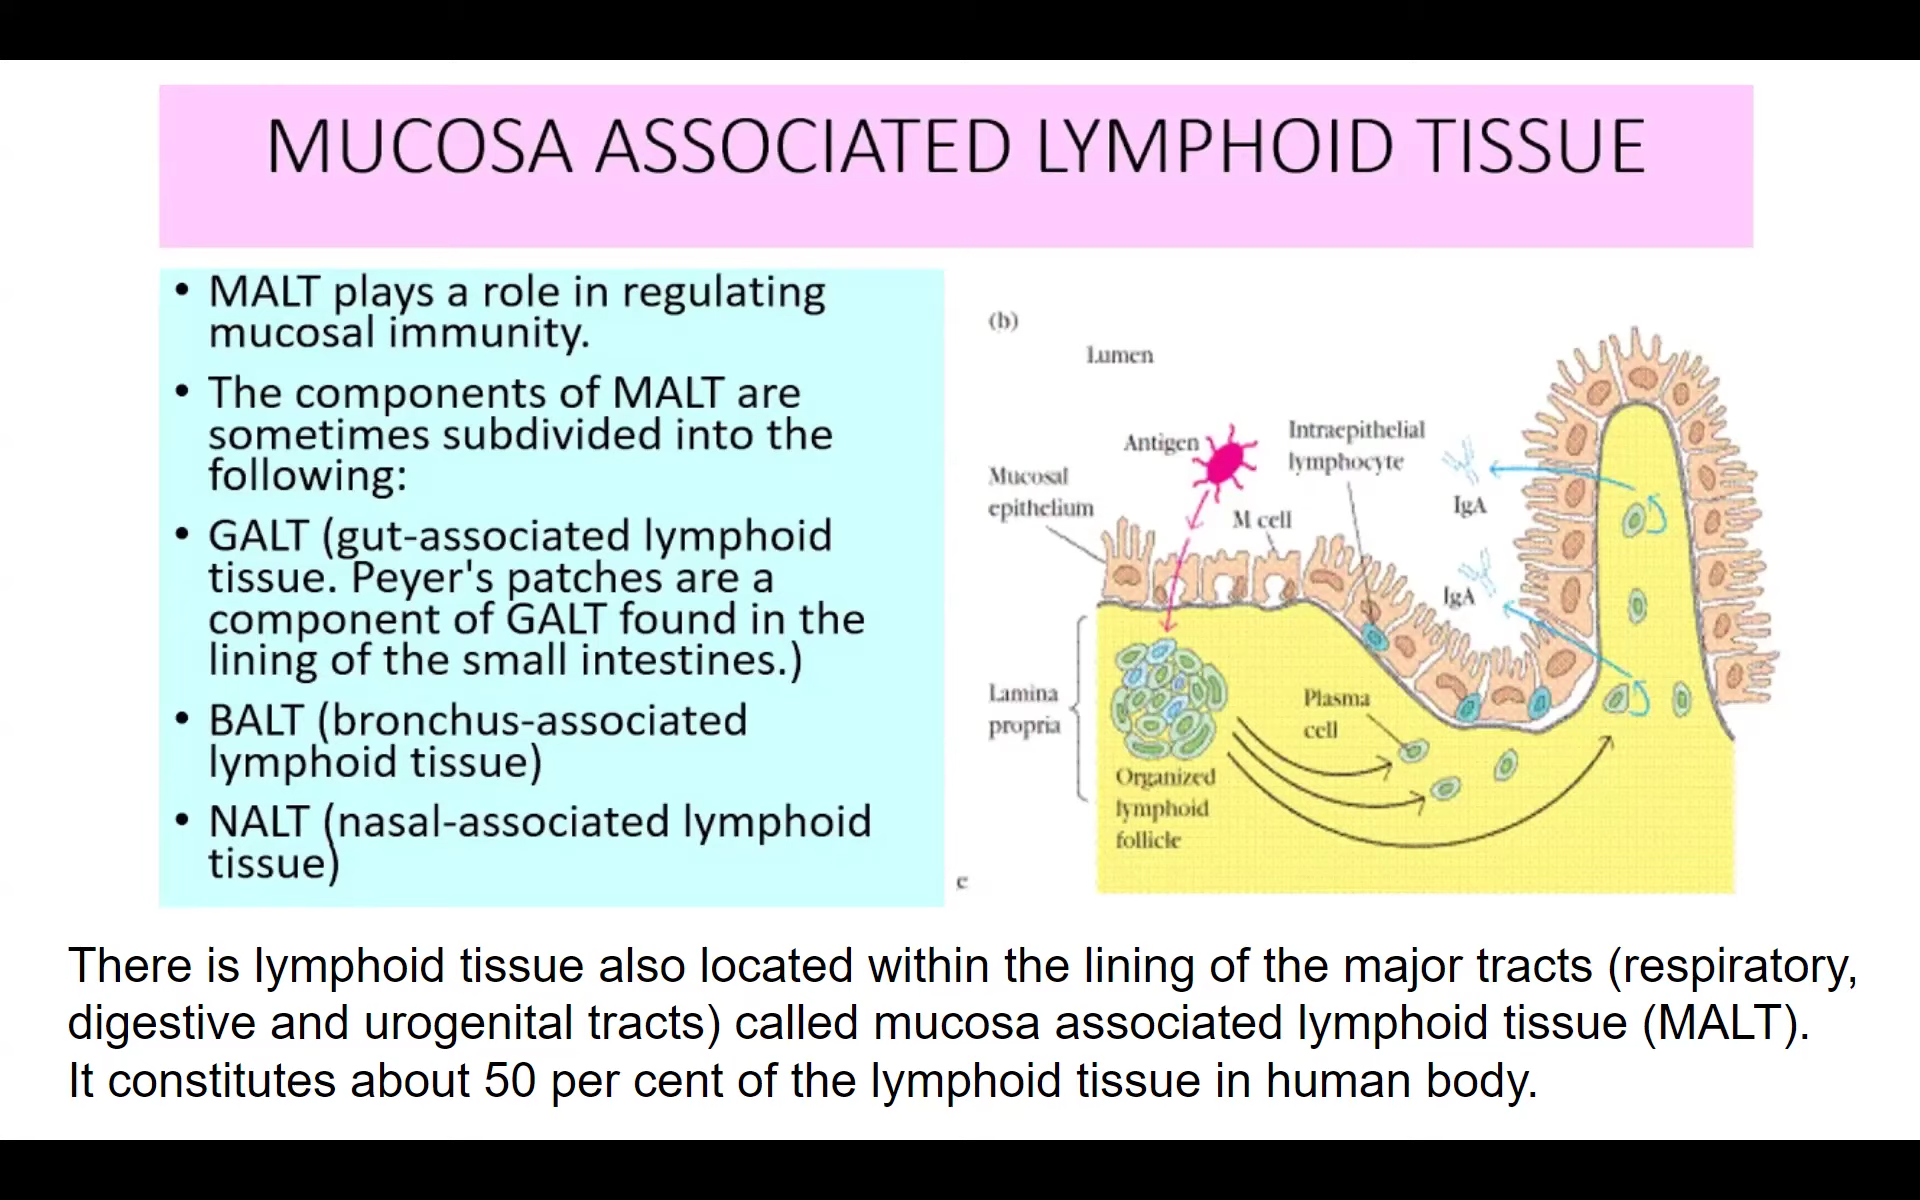 MUCOSA ASSOCIATED LYMPHOID TISSUE
• MALT plays a role in regulating
mucosal immunity.
• The components of MALT are
sometimes subdivided into the
following:
• GALT (gut-associated lymphoid
tissue. Peyer's patches are a
component of GALT found in the
lining of the small intestines.)
• BALT (bronchus-associated
lymphoid tissue)
• NALT (nasal-associated lymphoid
tissue)
(b)
Lumen
Antigen
Intraepithelial
lymphocyte
Mucosal
epithelium
M cell
IgA
IgA
Lamina
propria
Plasma
cell
Organized
lymphoid
follicle
c
There is lymphoid tissue also located within the lining of the major tracts (respiratory,
digestive and urogenital tracts) called mucosa associated lymphoid tissue (MALT).
It constitutes about 50 per cent of the lymphoid tissue in human body.